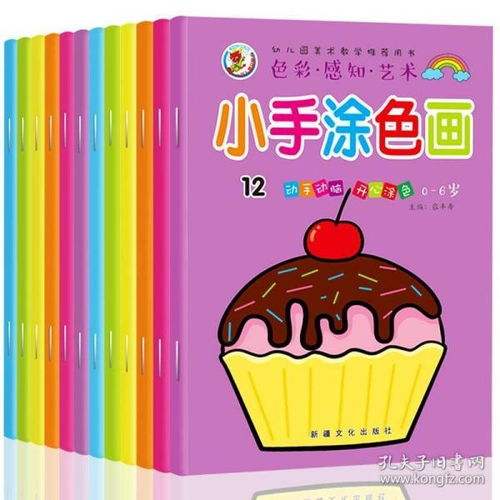 幼儿园美术教学推荐用书
色彩·感知·艺术
小手涂色画
12
动手动脑 开心涂色 0-6岁
新疆文化出版社
孔夫子旧书网
www.kongfz.com